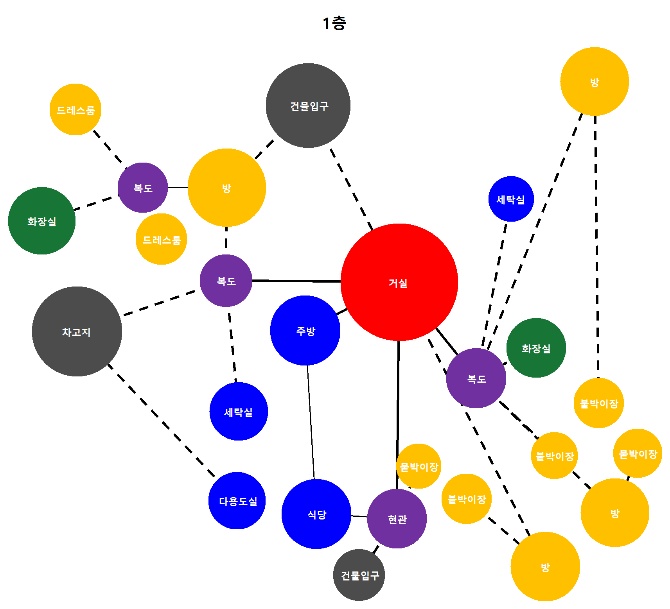 1층
방
건물입구
드레스룸
복도
방
세탁실
화장실
드레스룸
복도
거실
차고지
주방
화장실
복도
세탁실
붙박이장
붙박이장
붙박이장
붙박이장
다용도실
붙박이장
식당
현관
방
방
건물입구